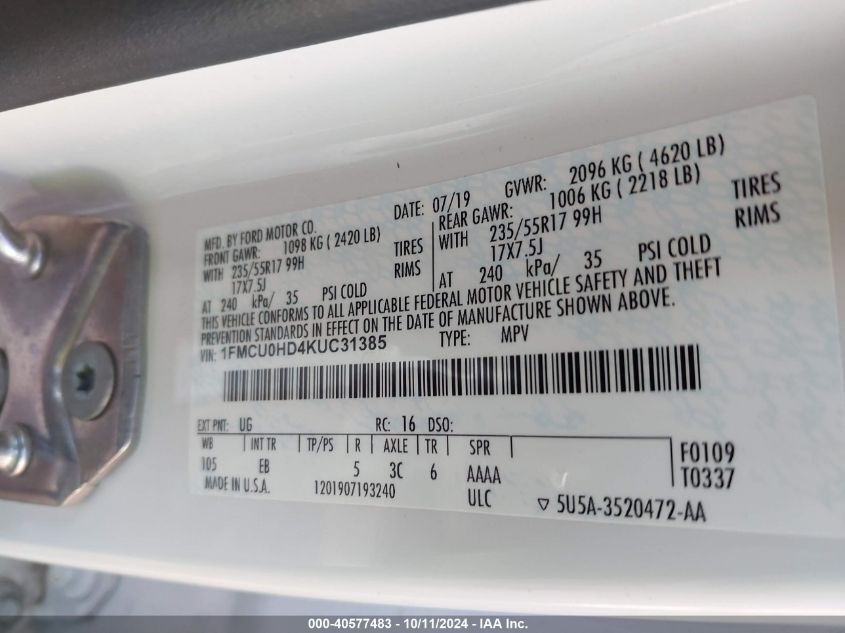 MFD. BY FORD MOTOR CO. DATE: 07/19 GVWR: 2096 KG ( 4620 LB)
FRONT GAWR: 1098 KG ( 2420 LB) REAR GAWR: 1006 KG ( 2218 LB)
WITH 235/55R17 99H TIRES WITH 235/55R17 99H TIRES
17X7.5J RIMS 17X7.5J RIMS
AT 240 kPa/ 35 PSI COLD AT 240 kPa/ 35 PSI COLD
THIS VEHICLE CONFORMS TO ALL APPLICABLE FEDERAL MOTOR VEHICLE SAFETY AND THEFT
PREVENTION STANDARDS IN EFFECT ON THE DATE OF MANUFACTURE SHOWN ABOVE.
VIN: 1FMCU0HD4KUC31385 TYPE: MPV
EXT PNT: UG RC: 16 DSO:
WB INT TR TP/PS R AXLE TR SPR F0109
105 EB 5 3C 6 AAAA T0337
MADE IN U.S.A. 1201907193240 ULC ▽ 5U5A-3520472-AA
000-40577483 - 10/11/2024 - IAA Inc.